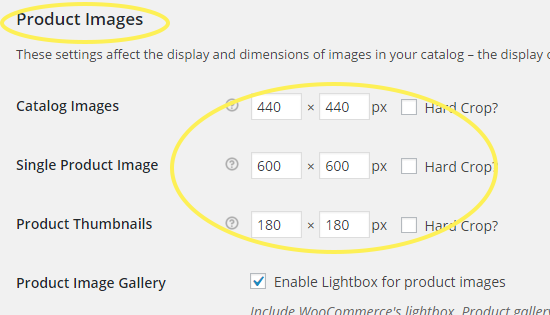 Product Images
These settings affect the display and dimensions of images in your catalog – the display
Catalog Images ? 440 × 440 px Hard Crop?
Single Product Image ? 600 × 600 px Hard Crop?
Product Thumbnails ? 180 × 180 px Hard Crop?
Product Image Gallery Enable Lightbox for product images
Include WooCommerce's lightbox. Product